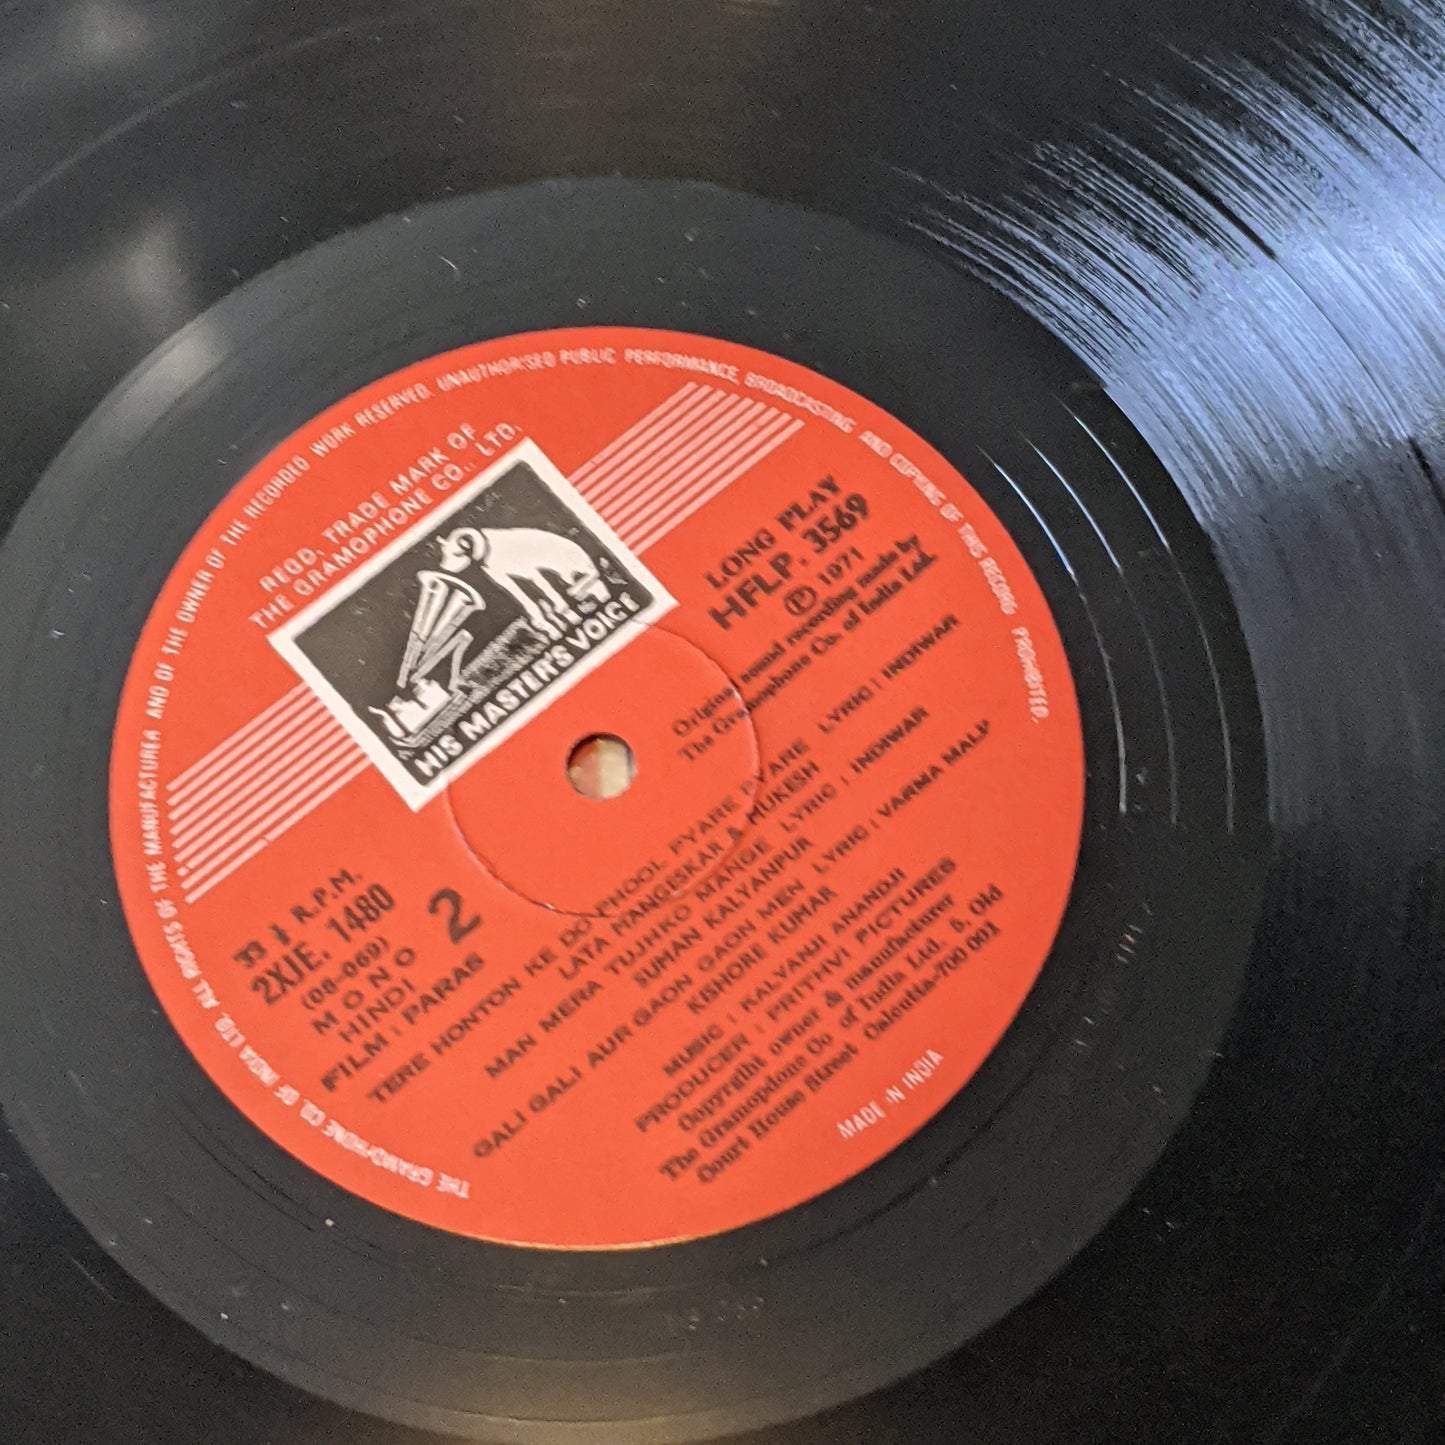 ALL RIGHTS OF THE MANUFACTURER AND OF THE OWNER OF THE RECORDED WORK RESERVED. UNAUTHORISED PUBLIC PERFORMANCE, BROADCASTING AND COPYING OF THIS RECORD PROHIBITED.
REGD. TRADE MARK OF
THE GRAMOPHONE CO., LTD.
HIS MASTER'S VOICE
LONG PLAY
HFLP. 3569
Ⓟ 1971
Original sound recording made by
The Gramophone Co. of India Ltd.
33 ⅓ R.P.M.
2XJE. 1480
(08-069)
MONO
HINDI
2
FILM : PARAS
TERE HONTON KE DO PHOOL PYARE PYARE LYRIC : INDIWAR
LATA MANGESKAR & MUKESH
MAN MERA TUJHKO MANGE LYRIC : INDIWAR
SUMAN KALYANPUR
GALI GALI AUR GAON GAON MEN LYRIC : VARMA MALIK
KISHORE KUMAR
MUSIC : KALYANJI ANANDJI
PRODUCER : PRITHVI PICTURES
Copyright owner & manufacturer
The Gramopdone Co of India Ltd. 5, Old
Court House Street Calcutta-700 001
MADE IN INDIA
THE GRAMOPHONE CO. OF INDIA LTD.